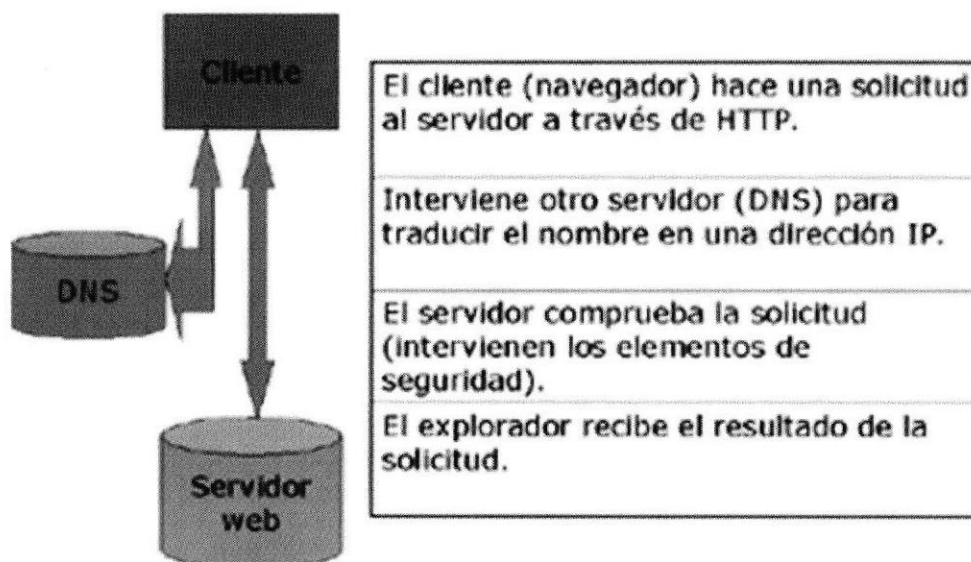 Cliente
DNS
Servidor
web
El cliente (navegador) hace una solicitud
al servidor a través de HTTP.
Interviene otro servidor (DNS) para
traducir el nombre en una dirección IP.
El servidor comprueba la solicitud
(intervienen los elementos de
seguridad).
El explorador recibe el resultado de la
solicitud.